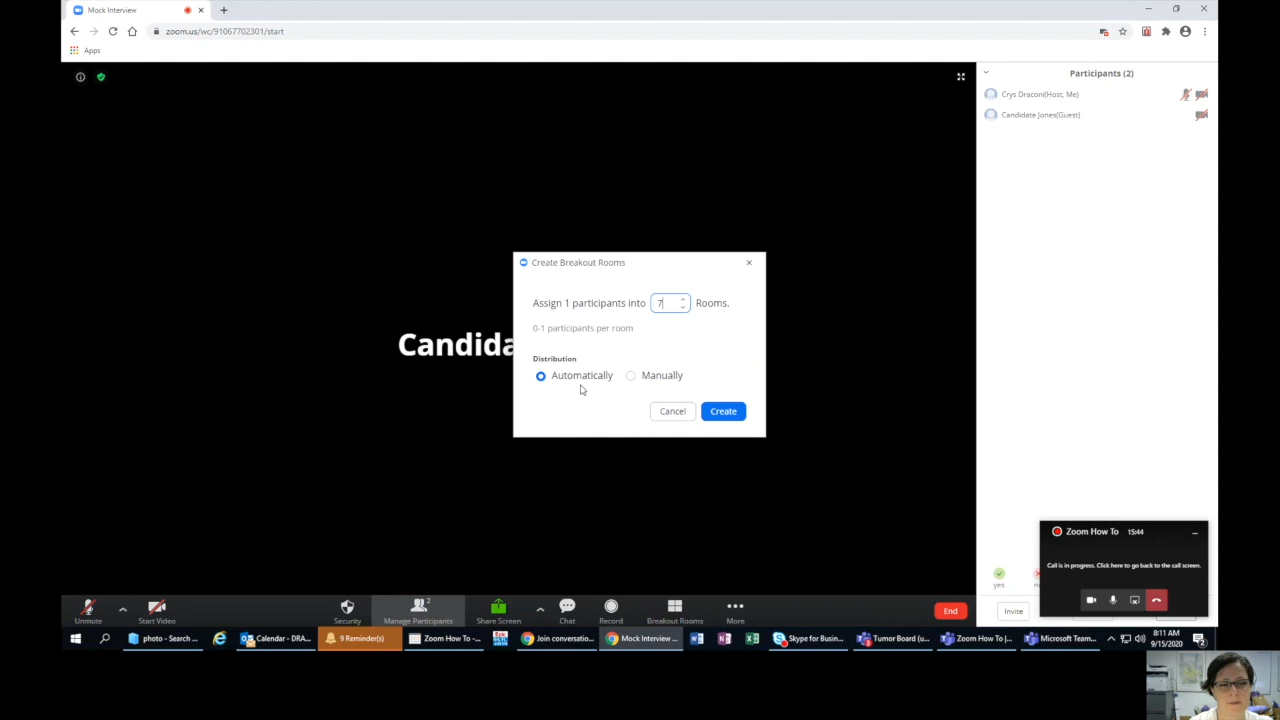 Mock Interview
zoom.us/wc/91067702301/start
Apps
Participants (2)
Crys Draconi(Host, Me)
Candidate Jones(Guest)
Create Breakout Rooms
Assign 1 participants into 7 Rooms.
0-1 participants per room
Candida
Distribution
Automatically Manually
Cancel Create
Zoom How To 15:44
Call is in progress. Click here to go back to the call screen.
yes
Invite
Unmute Start Video Security Manage Participants 2 Share Screen Chat Record Breakout Rooms More End
photo - Search ... Calendar - DRA... 9 Reminder(s) Zoom How To -... Epic Join conversatio... Mock Interview ... Skype for Busin... Tumor Board (u... Zoom How To |... Microsoft Team...
8:11 AM
9/15/2020